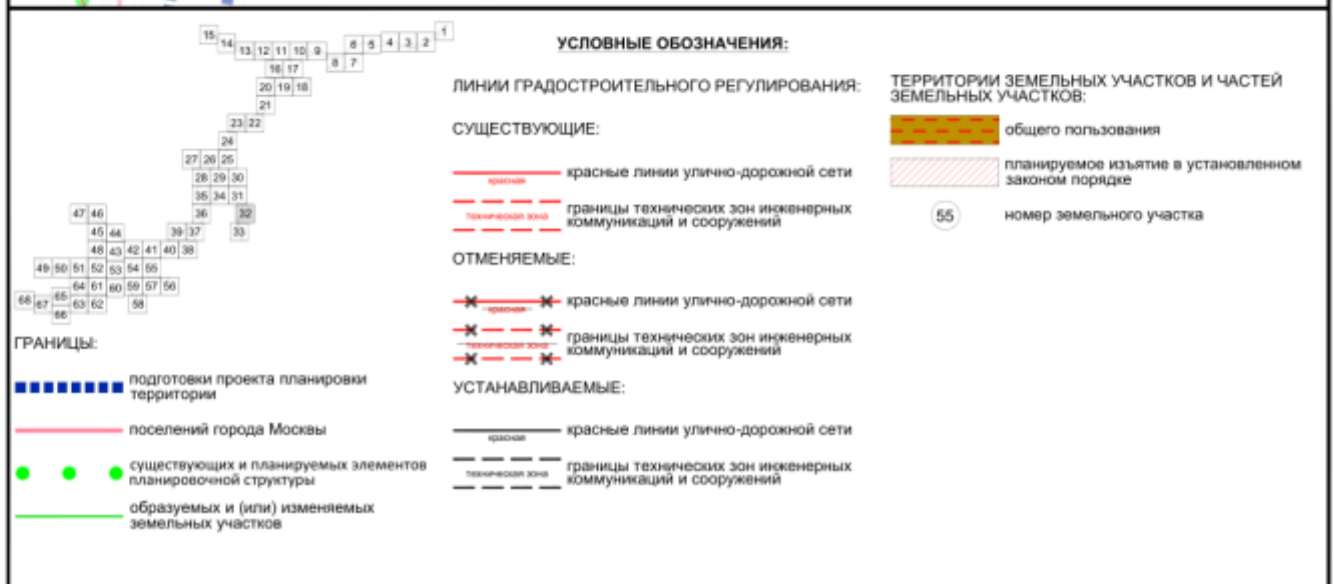 1
15
14 6 5 4 3 2
13 12 11 10 9
8 7
16 17
20 19 18
21
23 22
24
27 26 25
28 29 30
35 34 31
47 46 36 32
45 44 39 37 33
48 43 42 41 40 38
49 50 51 52 53 54 55
64 61 60 59 57 56
68 67 65 63 62 58
66
ГРАНИЦЫ:
подготовки проекта планировки
территории
поселений города Москвы
существующих и планируемых элементов
планировочной структуры
образуемых и (или) изменяемых
земельных участков
УСЛОВНЫЕ ОБОЗНАЧЕНИЯ:
ЛИНИИ ГРАДОСТРОИТЕЛЬНОГО РЕГУЛИРОВАНИЯ:
СУЩЕСТВУЮЩИЕ:
красная
красные линии улично-дорожной сети
техническая зона
границы технических зон инженерных
коммуникаций и сооружений
ОТМЕНЯЕМЫЕ:
красная
красные линии улично-дорожной сети
техническая зона
границы технических зон инженерных
коммуникаций и сооружений
УСТАНАВЛИВАЕМЫЕ:
красная
красные линии улично-дорожной сети
техническая зона
границы технических зон инженерных
коммуникаций и сооружений
ТЕРРИТОРИИ ЗЕМЕЛЬНЫХ УЧАСТКОВ И ЧАСТЕЙ
ЗЕМЕЛЬНЫХ УЧАСТКОВ:
общего пользования
планируемое изъятие в установленном
законом порядке
55
номер земельного участка